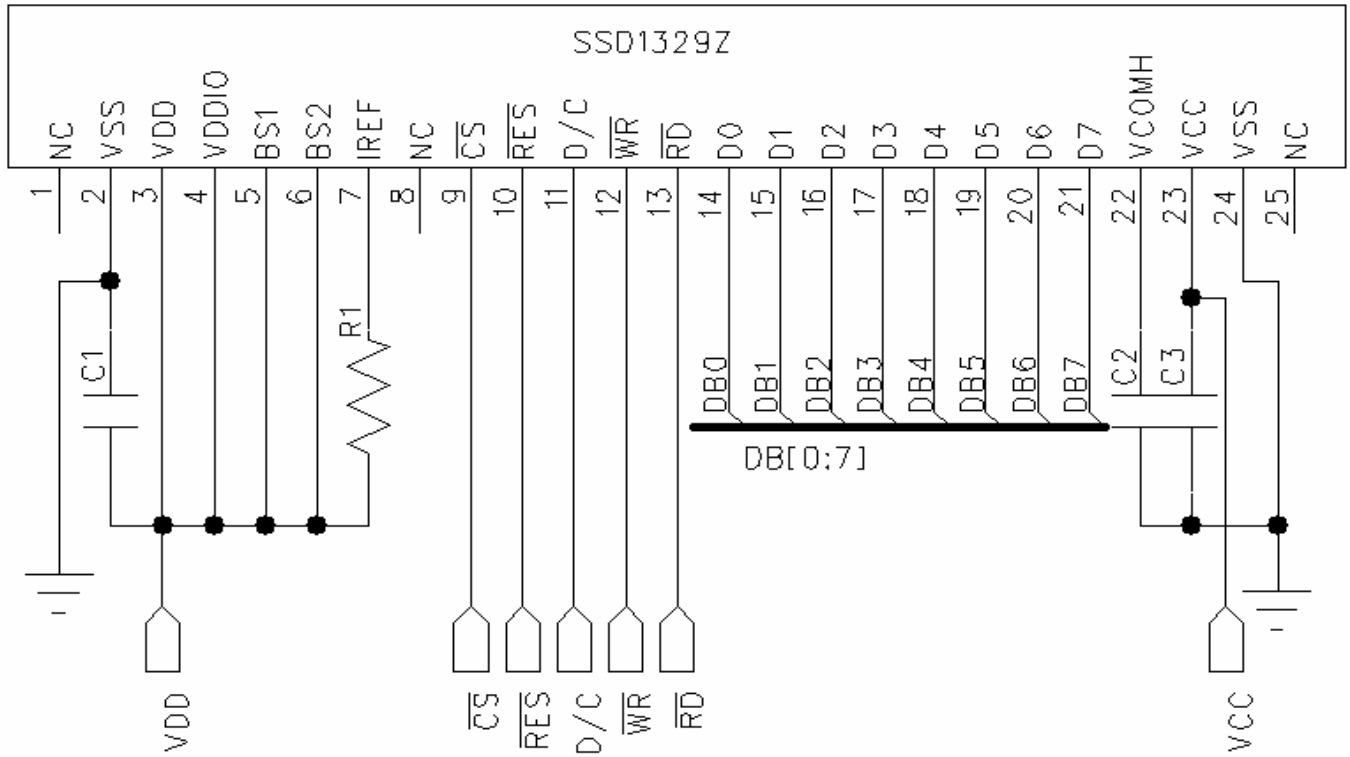 SSD1329Z
NC
VSS
VDD
VDDIO
BS1
BS2
IREF
NC
CS
RES
D/C
WR
RD
D0
D1
D2
D3
D4
D5
D6
D7
VCOMH
VCC
VSS
NC
1
2
3
4
5
6
7
8
9
10
11
12
13
14
15
16
17
18
19
20
21
22
23
24
25
C1
R1
DB0
DB1
DB2
DB3
DB4
DB5
DB6
DB7
C2
C3
DB[0:7]
VDD
CS
RES
D/C
WR
RD
VCC